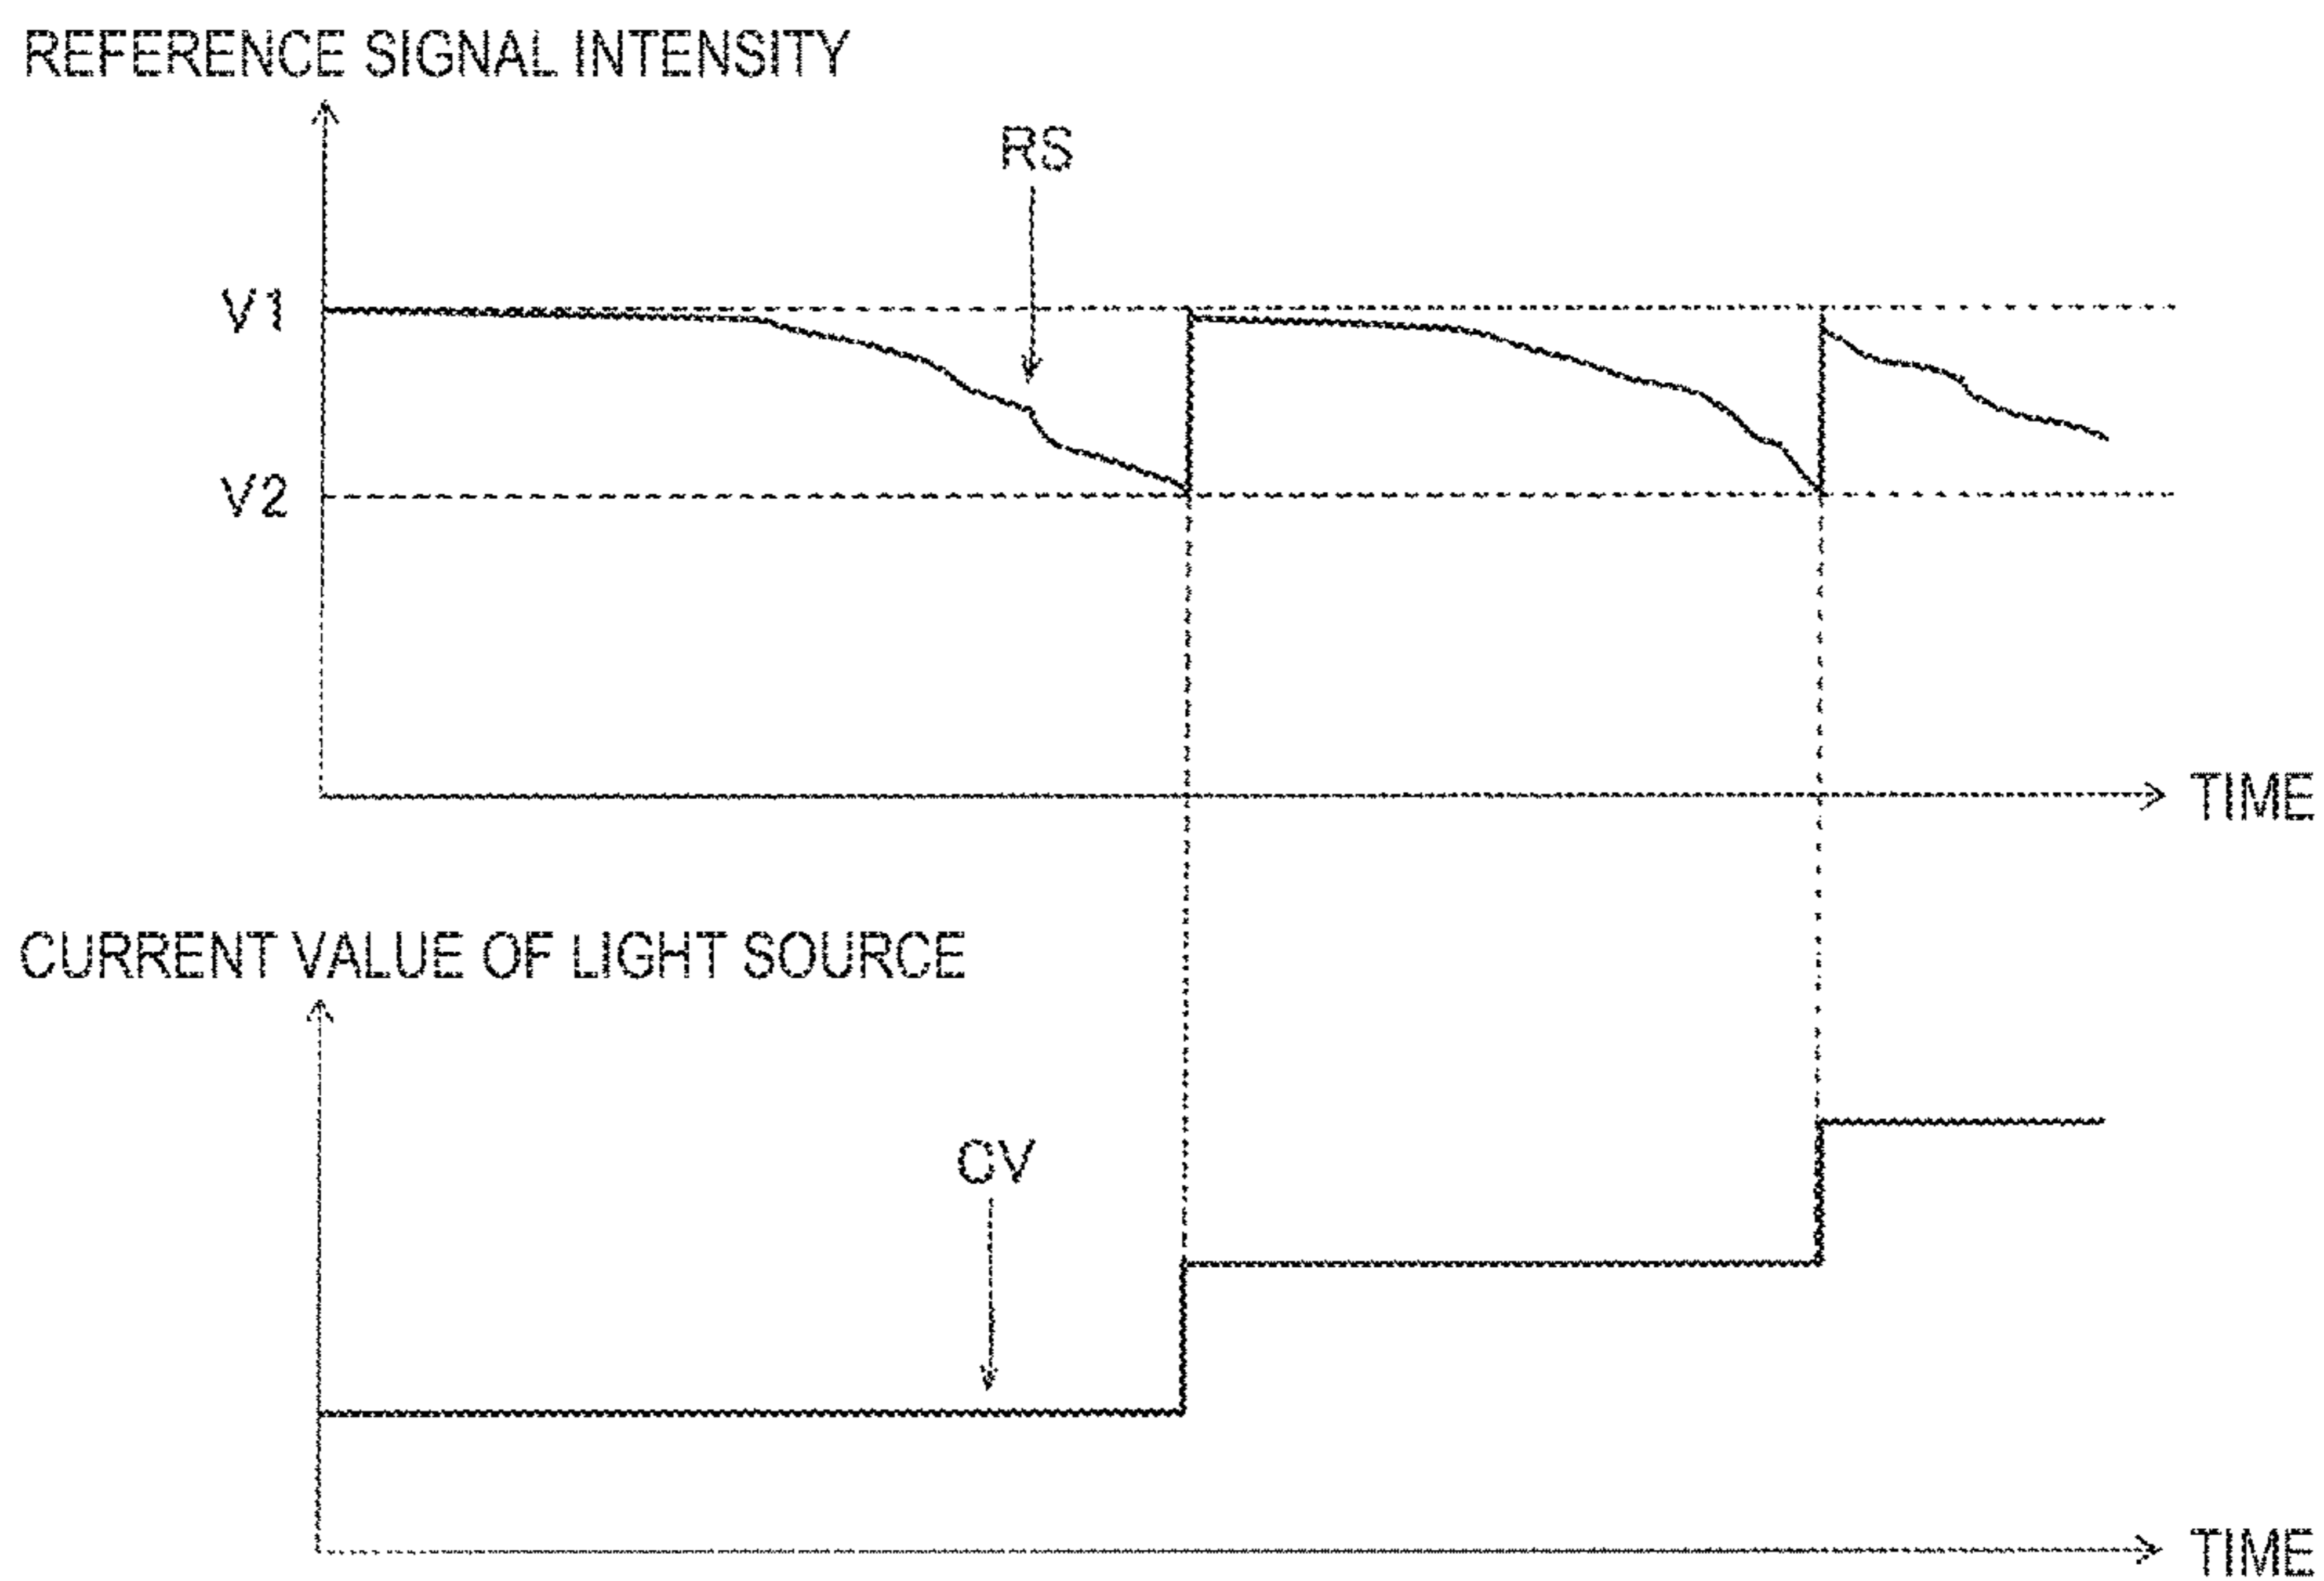 REFERENCE SIGNAL INTENSITY
RS
V1
V2
TIME
CURRENT VALUE OF LIGHT SOURCE
CV
TIME